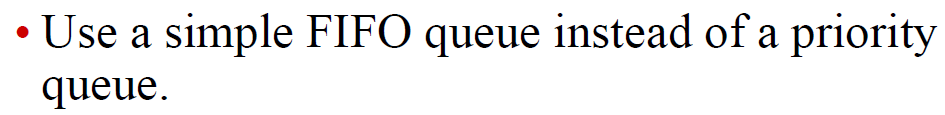 • Use a simple FIFO queue instead of a priority
queue.